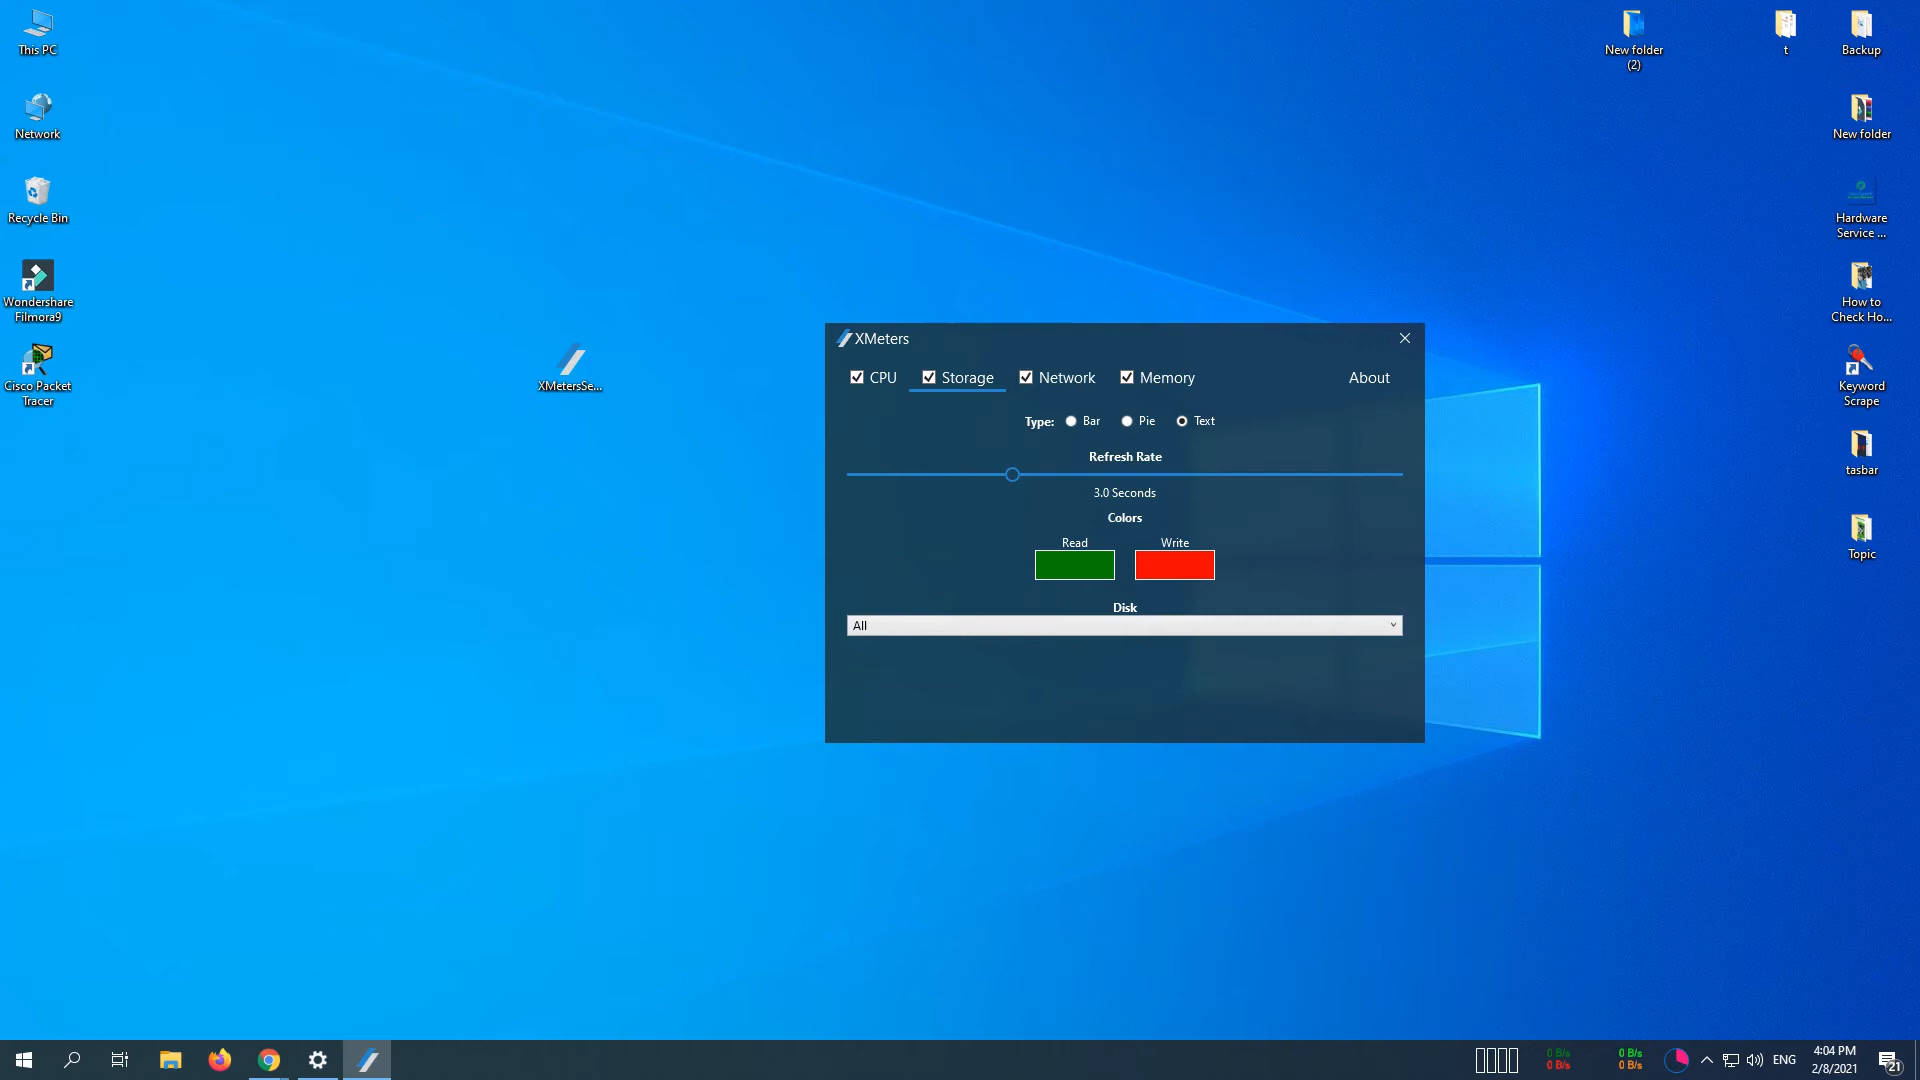 This PC
Network
Recycle Bin
Wondershare
Filmora9
Cisco Packet
Tracer
XMetersSe...
New folder
(2)
t
Backup
New folder
Hardware
Service ...
How to
Check Ho...
Keyword
Scrape
tasbar
Topic
XMeters
CPU Storage Network Memory About
Type: Bar Pie Text
Refresh Rate
3.0 Seconds
Colors
Read Write
Disk
All
0 B/s 0 B/s
0 B/s 0 B/s
ENG
4:04 PM
2/8/2021
21